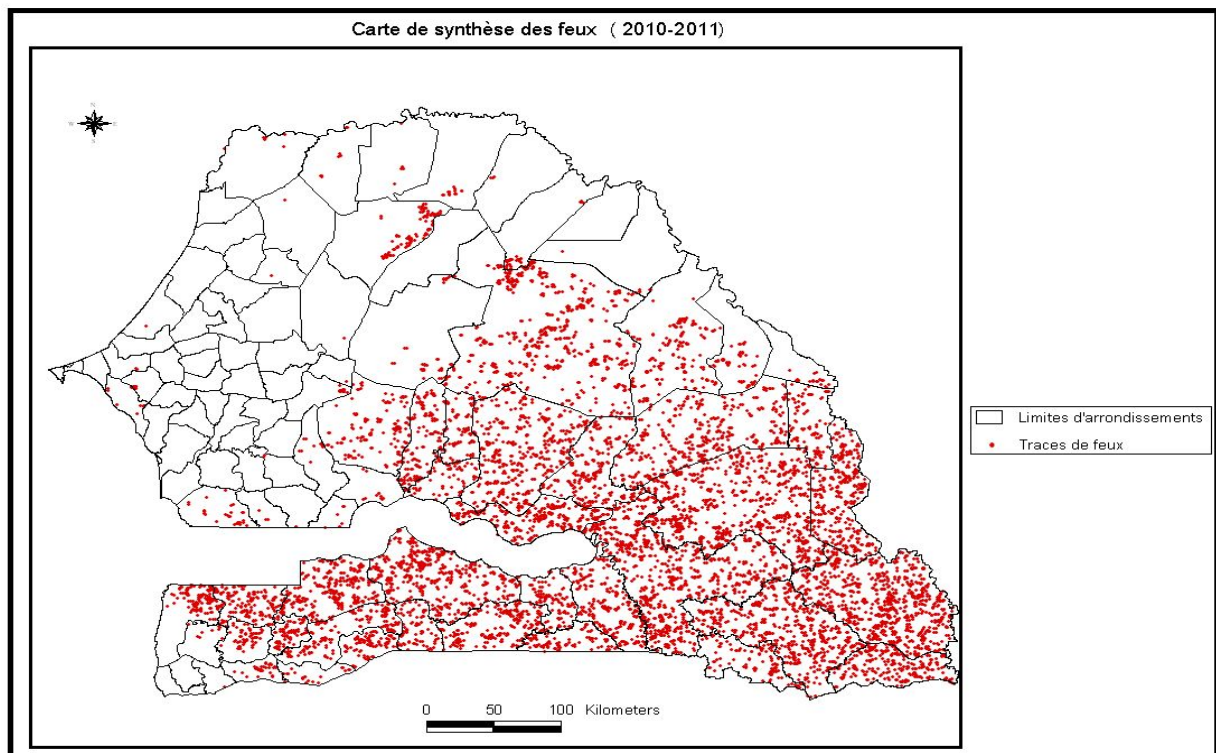 Carte de synthèse des feux ( 2010-2011)
N
Limites d'arrondissements
Traces de feux
0 50 100 Kilometers